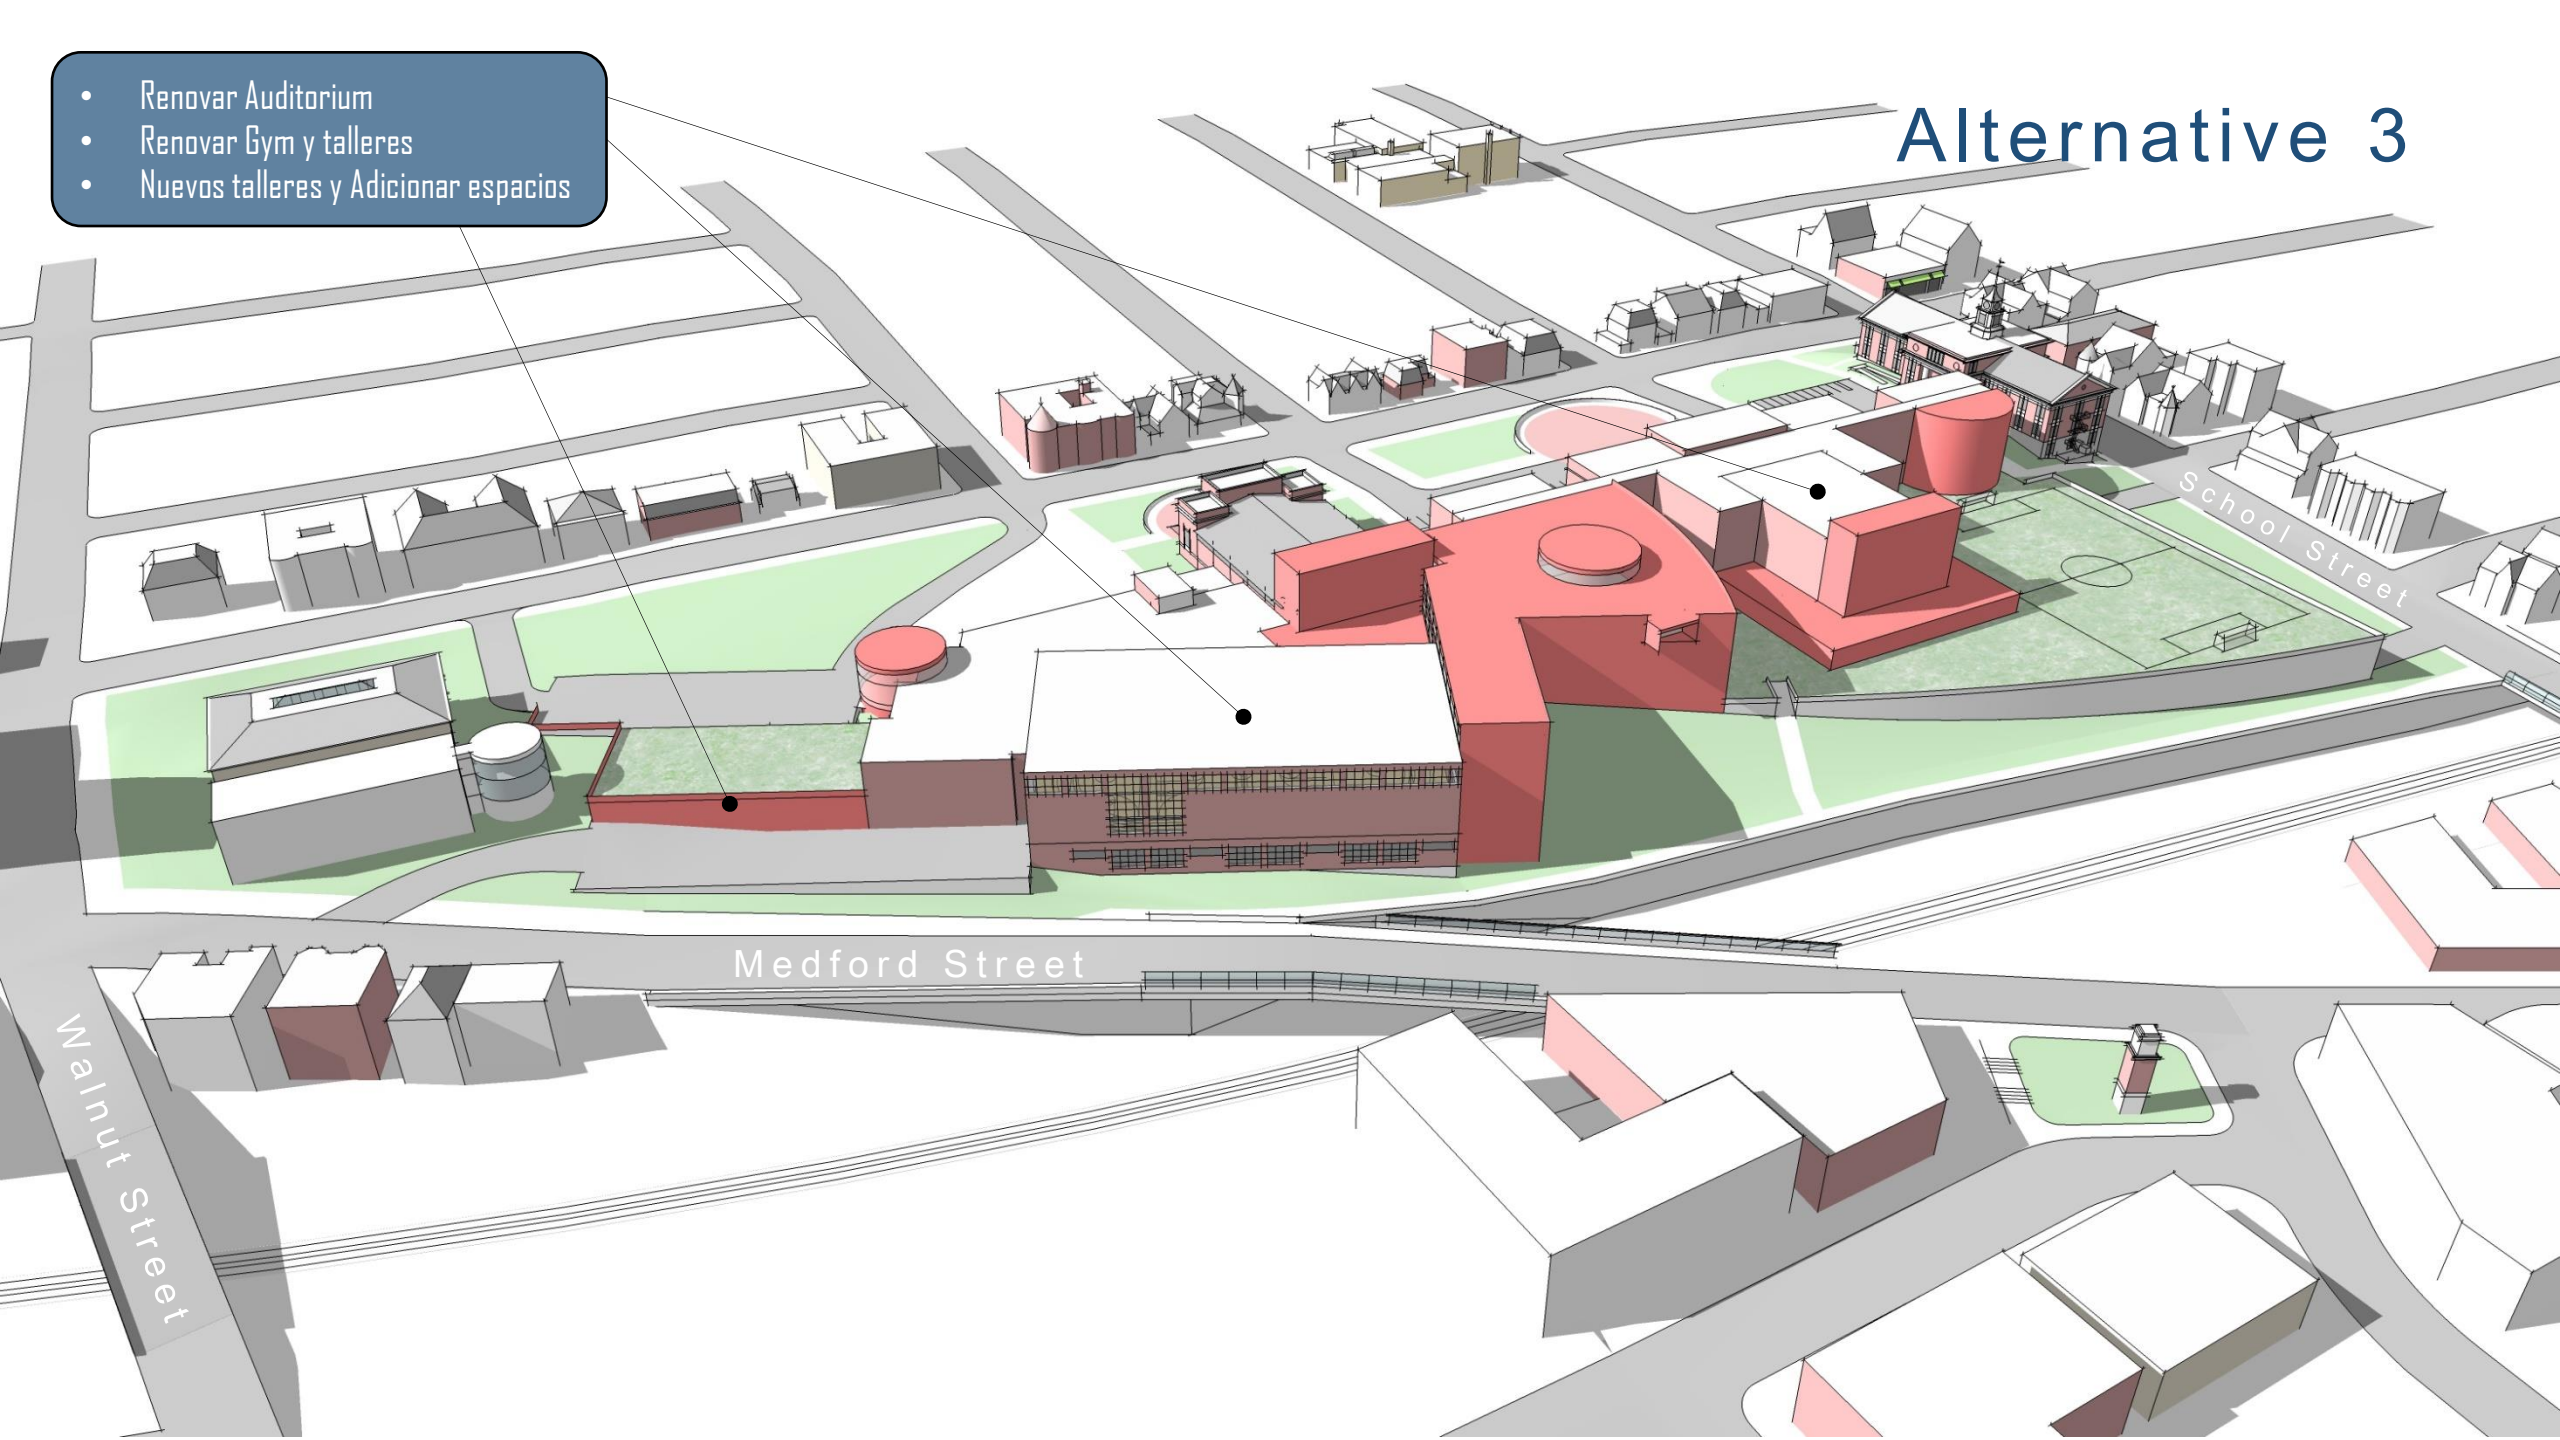 • Renovar Auditorium
• Renovar Gym y talleres
• Nuevos talleres y Adicionar espacios
Alternative 3
School Street
Medford Street
Walnut Street